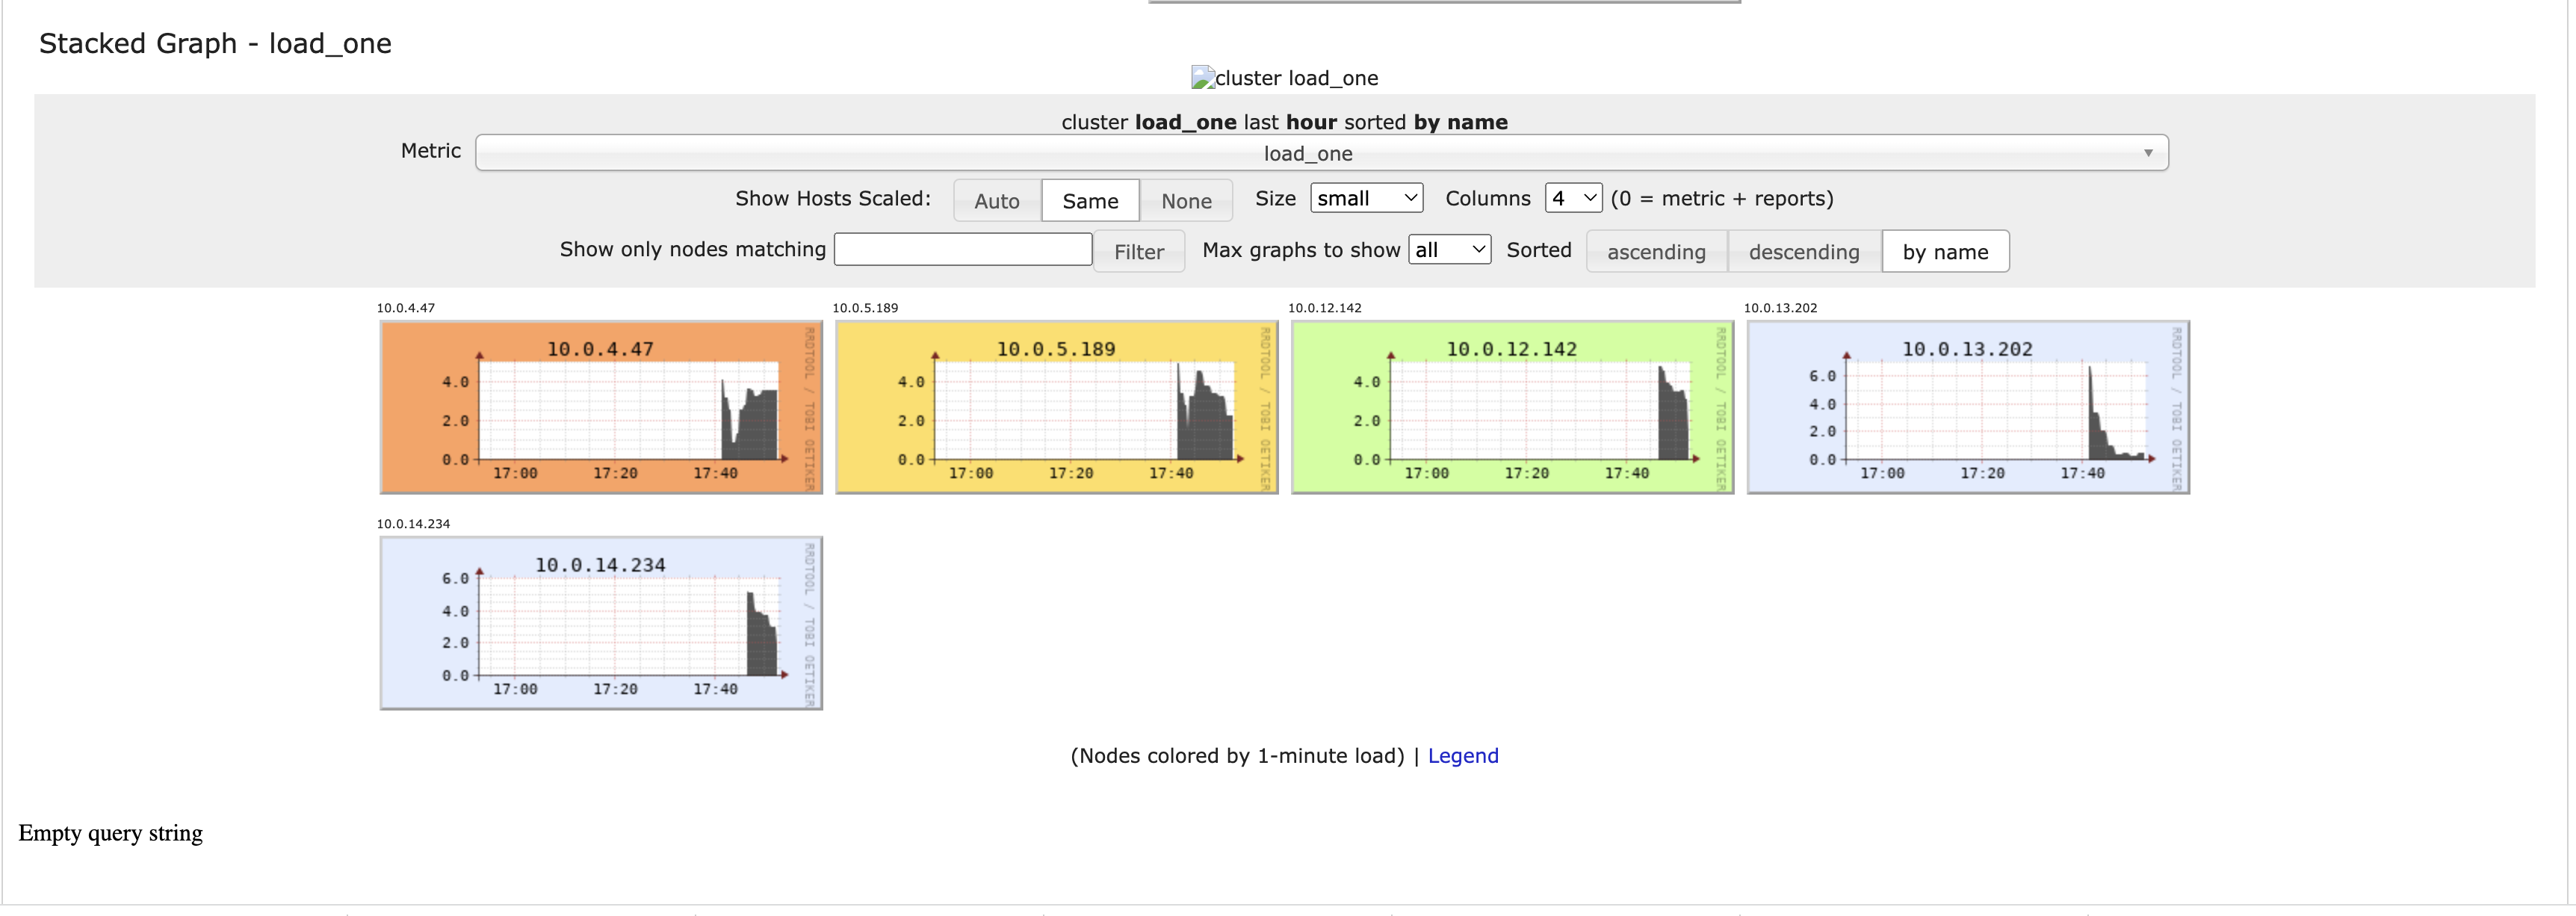 Stacked Graph - load_one
cluster load_one
cluster load_one last hour sorted by name
Metric load_one
Show Hosts Scaled: Auto Same None Size small Columns 4 (0 = metric + reports)
Show only nodes matching Filter Max graphs to show all Sorted ascending descending by name
10.0.4.47
10.0.4.47
4.0
2.0
0.0
17:00 17:20 17:40
RRDTOOL / TOBI OETIKER
10.0.5.189
10.0.5.189
4.0
2.0
0.0
17:00 17:20 17:40
RRDTOOL / TOBI OETIKER
10.0.12.142
10.0.12.142
4.0
2.0
0.0
17:00 17:20 17:40
RRDTOOL / TOBI OETIKER
10.0.13.202
10.0.13.202
6.0
4.0
2.0
0.0
17:00 17:20 17:40
RRDTOOL / TOBI OETIKER
10.0.14.234
10.0.14.234
6.0
4.0
2.0
0.0
17:00 17:20 17:40
RRDTOOL / TOBI OETIKER
(Nodes colored by 1-minute load) | Legend
Empty query string